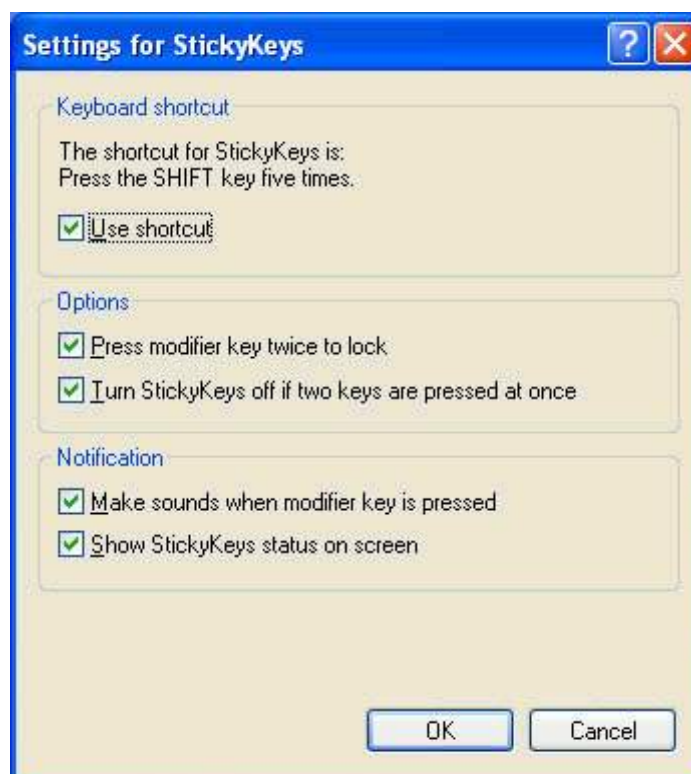 Settings for StickyKeys
Keyboard shortcut
The shortcut for StickyKeys is:
Press the SHIFT key five times.
Use shortcut
Options
Press modifier key twice to lock
Turn StickyKeys off if two keys are pressed at once
Notification
Make sounds when modifier key is pressed
Show StickyKeys status on screen
OK Cancel